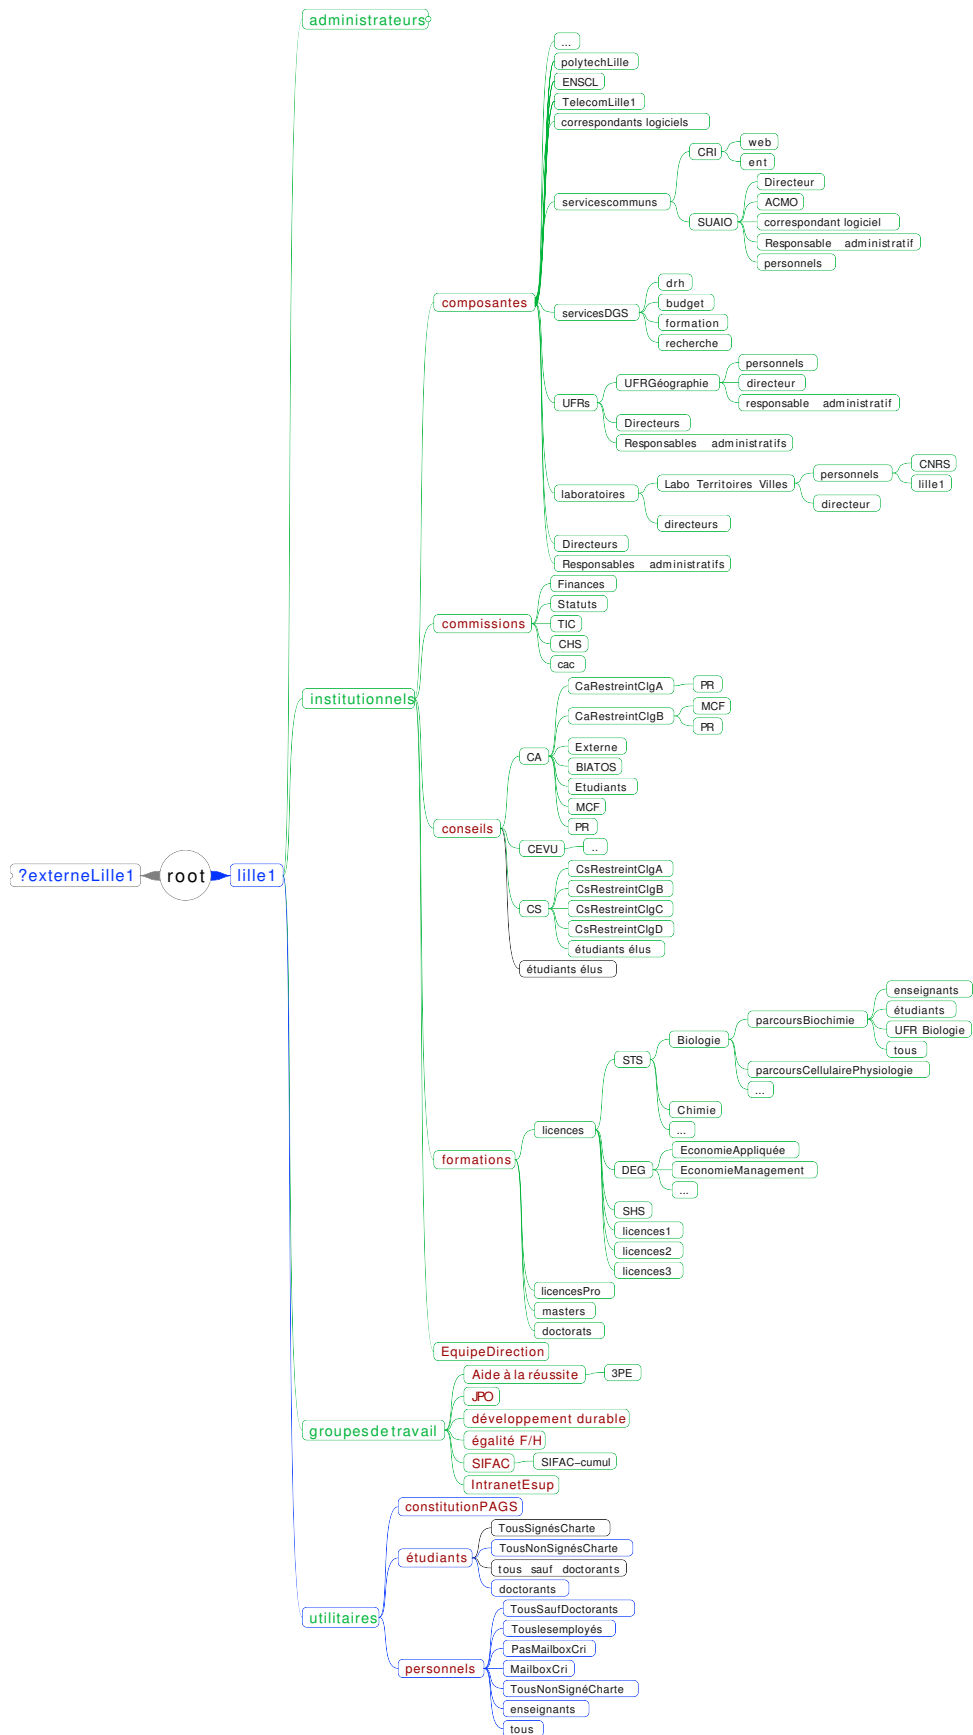 administrateurs
...
polytechLille
ENSCL
TelecomLille1
correspondants logiciels
web
CRI
ent
Directeur
servicescommuns
ACMO
SUAIO
correspondant logiciel
Responsable administratif
personnels
composantes
drh
budget
servicesDGS
formation
recherche
personnels
UFRGéographie
directeur
UFRs
responsable administratif
Directeurs
Responsables administratifs
CNRS
personnels
Labo Territoires Villes
lille1
laboratoires
directeur
directeurs
Directeurs
Responsables administratifs
Finances
Statuts
commissions
TIC
CHS
cac
institutionnels
CaRestreintClgA
PR
MCF
CaRestreintClgB
PR
Externe
CA
BIATOS
Etudiants
MCF
PR
conseils
CEVU
..
?externeLille1
root
lille1
CsRestreintClgA
CsRestreintClgB
CS
CsRestreintClgC
CsRestreintClgD
étudiants élus
étudiants élus
enseignants
étudiants
parcoursBiochimie
UFR Biologie
Biologie
tous
STS
parcoursCellulairePhysiologie
...
Chimie
licences
...
formations
EconomieAppliquée
DEG
EconomieManagement
...
SHS
licences1
licences2
licences3
licencesPro
masters
doctorats
EquipeDirection
Aide à la réussite
3PE
JPO
développement durable
groupesdetravail
égalité F/H
SIFAC
SIFAC–cumul
IntranetEsup
constitutionPAGS
TousSignésCharte
TousNonSignésCharte
étudiants
tous sauf doctorants
doctorants
utilitaires
TousSaufDoctorants
Touslesemployés
PasMailboxCri
personnels
MailboxCri
TousNonSignéCharte
enseignants
tous